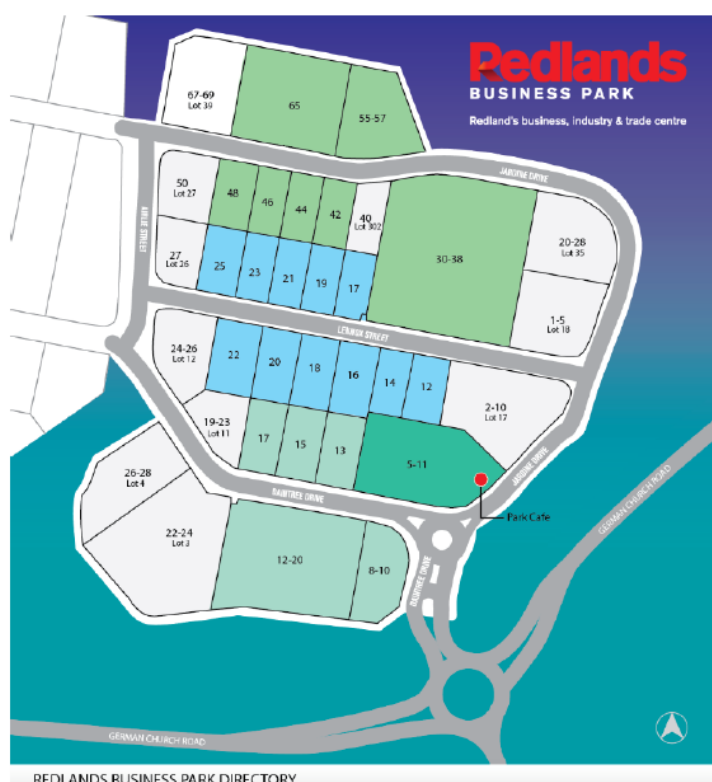 Redlands
BUSINESS PARK
Redland's business, industry & trade centre
67-69
Lot 39
65
55-57
JARDINE DRIVE
50
Lot 27
48
46
44
42
40
Lot 302
30-38
20-28
Lot 35
27
Lot 26
25
23
21
19
17
1-5
Lot 18
LENNOX STREET
24-26
Lot 12
22
20
18
16
14
12
2-10
Lot 17
19-23
Lot 11
17
15
13
5-11
JARDINE DRIVE
Park Cafe
26-28
Lot 4
22-24
Lot 3
RAINTREE DRIVE
12-20
8-10
RAINTREE DRIVE
GERMAN CHURCH ROAD
GERMAN CHURCH ROAD
REDLANDS BUSINESS PARK DIRECTORY